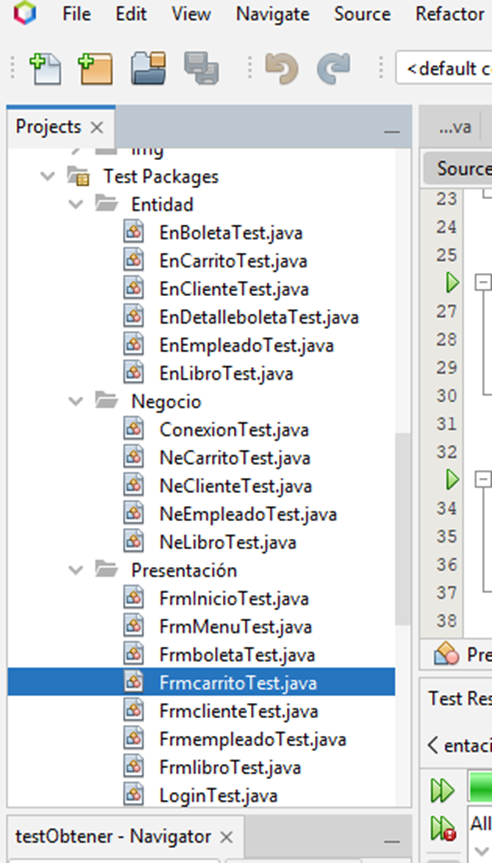 File Edit View Navigate Source Refactor
<default c
Projects
...va
img
Test Packages
Source
Entidad
23
EnBoletaTest.java
24
EnCarritoTest.java
25
EnClienteTest.java
EnDetalleboletaTest.java
27
EnEmpleadoTest.java
28
EnLibroTest.java
29
Negocio
30
ConexionTest.java
31
NeCarritoTest.java
32
NeClienteTest.java
NeEmpleadoTest.java
34
NeLibroTest.java
35
Presentación
36
FrmInicioTest.java
37
FrmMenuTest.java
38
FrmboletaTest.java
Pre
FrmcarritoTest.java
Test Res
FrmclienteTest.java
FrmempleadoTest.java
entaci
FrmlibroTest.java
LoginTest.java
All
testObtener - Navigator